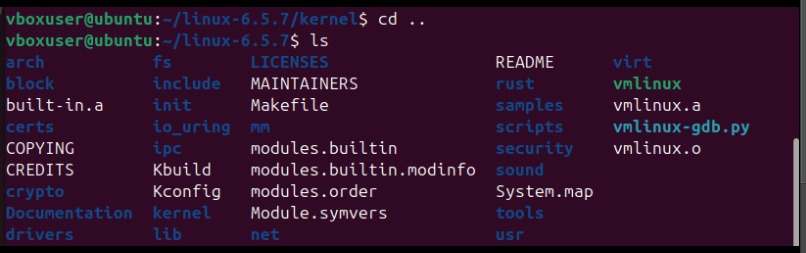 vboxuser@ubuntu:~/linux-6.5.7/kernel$ cd ..
vboxuser@ubuntu:~/linux-6.5.7$ ls
arch fs LICENSES README virt
block include MAINTAINERS rust vmlinux
built-in.a init Makefile samples vmlinux.a
certs io_uring mm scripts vmlinux-gdb.py
COPYING ipc modules.builtin security vmlinux.o
CREDITS Kbuild modules.builtin.modinfo sound
crypto Kconfig modules.order System.map
Documentation kernel Module.symvers tools
drivers lib net usr